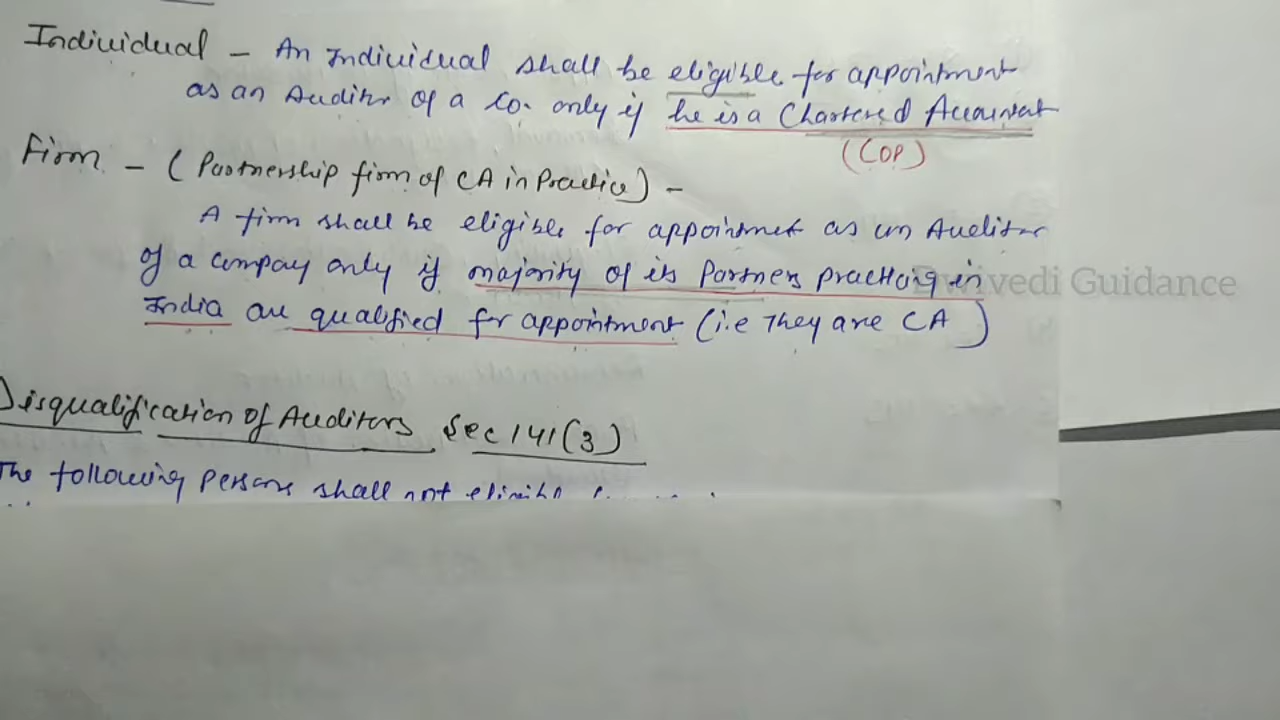 Individual - An Individual shall be eligible for appointment
as an Auditor of a Co. only if he is a Chartered Accountant
(COP)
Firm - (Partnership firm of CA in Practice) -
A firm shall be eligible for appointment as an Auditor
of a company only if majority of its Partners practicing in
India are qualified for appointment (i.e They are CA)
Dwivedi Guidance
Disqualification of Auditors Sec 141(3)
The following Persons shall not